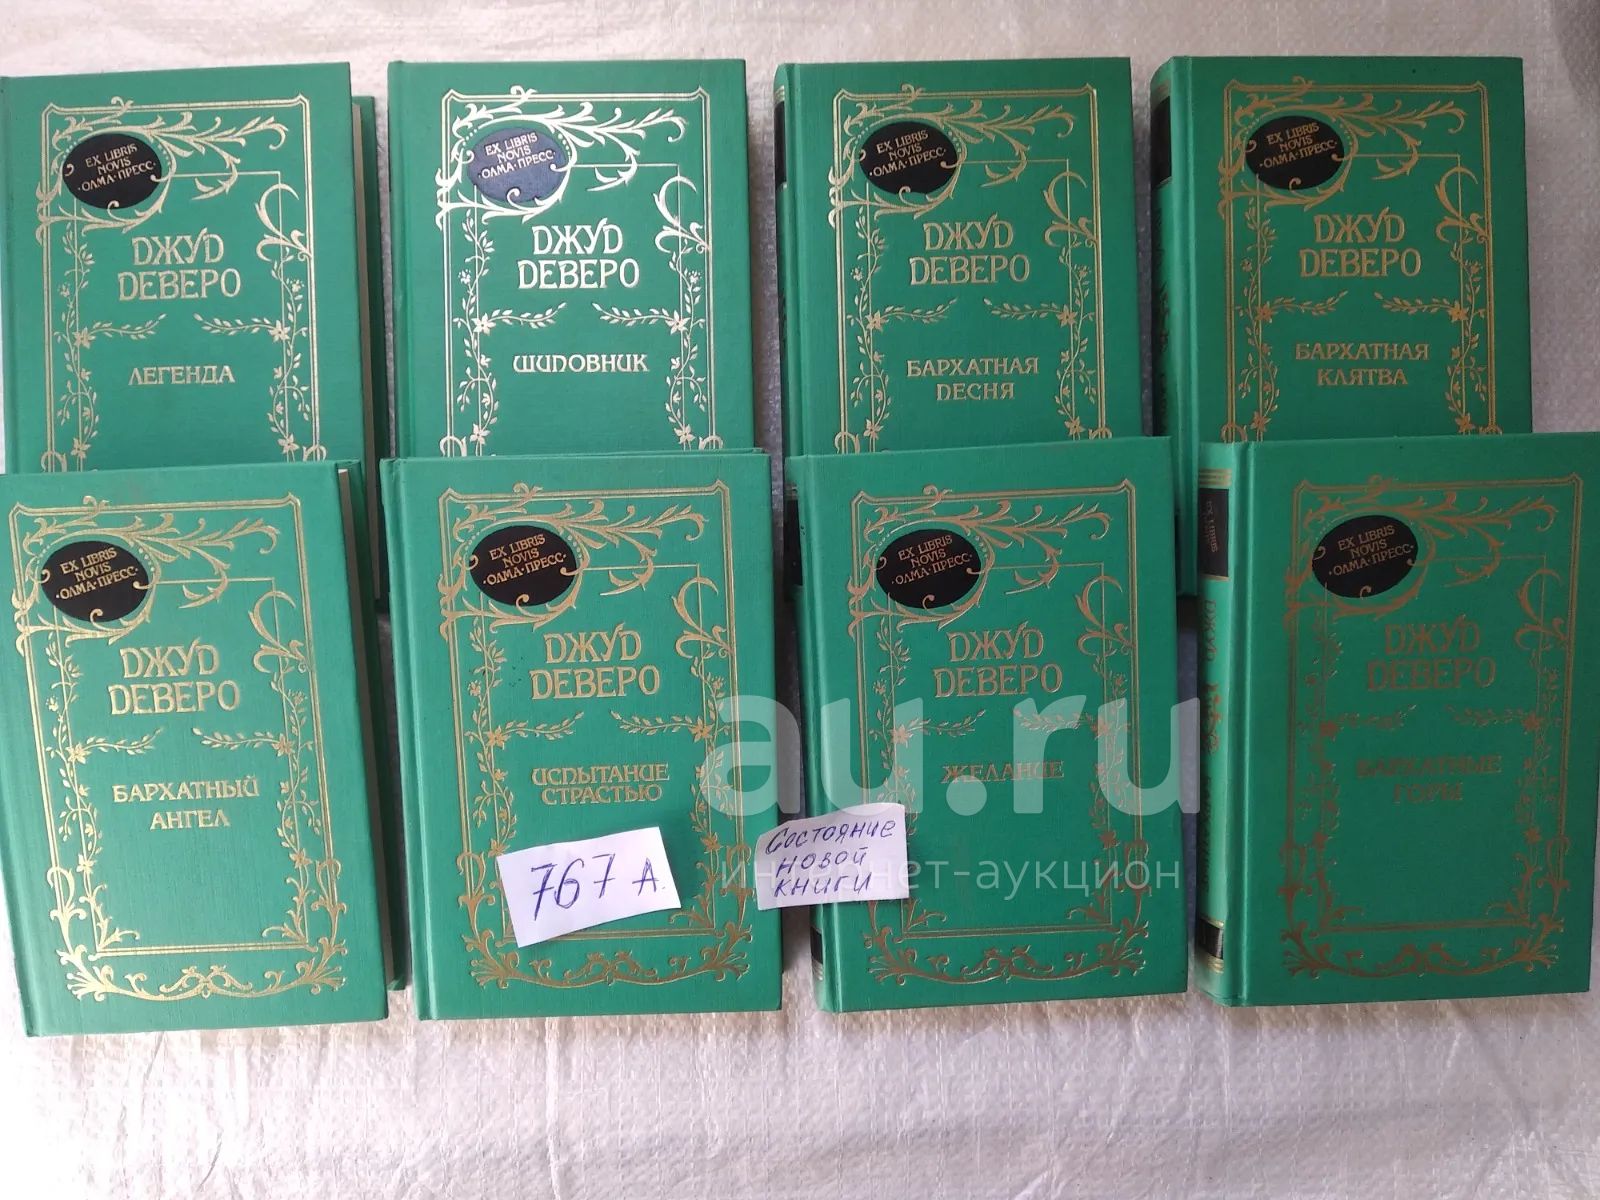 EX LIBRIS
NOVIS
·ОЛМА·ПРЕСС·
ДЖУД
ДЕВЕРО
ЛЕГЕНДА
EX LIBRIS
NOVIS
·ОЛМА·ПРЕСС·
ДЖУД
ДЕВЕРО
ШИПОВНИК
EX LIBRIS
NOVIS
·ОЛМА·ПРЕСС·
ДЖУД
ДЕВЕРО
БАРХАТНАЯ
ПЕСНЯ
EX LIBRIS
NOVIS
·ОЛМА·ПРЕСС·
ДЖУД
ДЕВЕРО
БАРХАТНАЯ
КЛЯТВА
EX LIBRIS
NOVIS
·ОЛМА·ПРЕСС·
ДЖУД
ДЕВЕРО
БАРХАТНЫЙ
АНГЕЛ
EX LIBRIS
NOVIS
·ОЛМА·ПРЕСС·
ДЖУД
ДЕВЕРО
ИСПЫТАНИЕ
СТРАСТЬЮ
767 А.
EX LIBRIS
NOVIS
·ОЛМА·ПРЕСС·
ДЖУД
ДЕВЕРО
ЖЕЛАНИЕ
Состояние
новой
книги
EX LIBRIS
NOVIS
·ОЛМА·ПРЕСС·
ДЖУД
ДЕВЕРО
БАРХАТНЫЕ
ГОРЫ
au.ru
интернет-аукцион